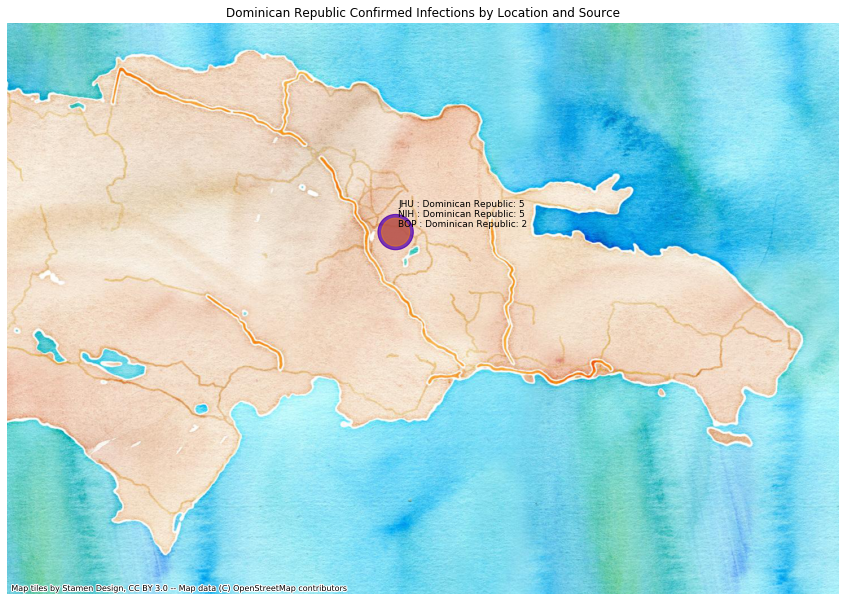 Dominican Republic Confirmed Infections by Location and Source
JHU : Dominican Republic: 5
NIH : Dominican Republic: 5
BOP : Dominican Republic: 2
Map tiles by Stamen Design, CC BY 3.0 -- Map data (C) OpenStreetMap contributors